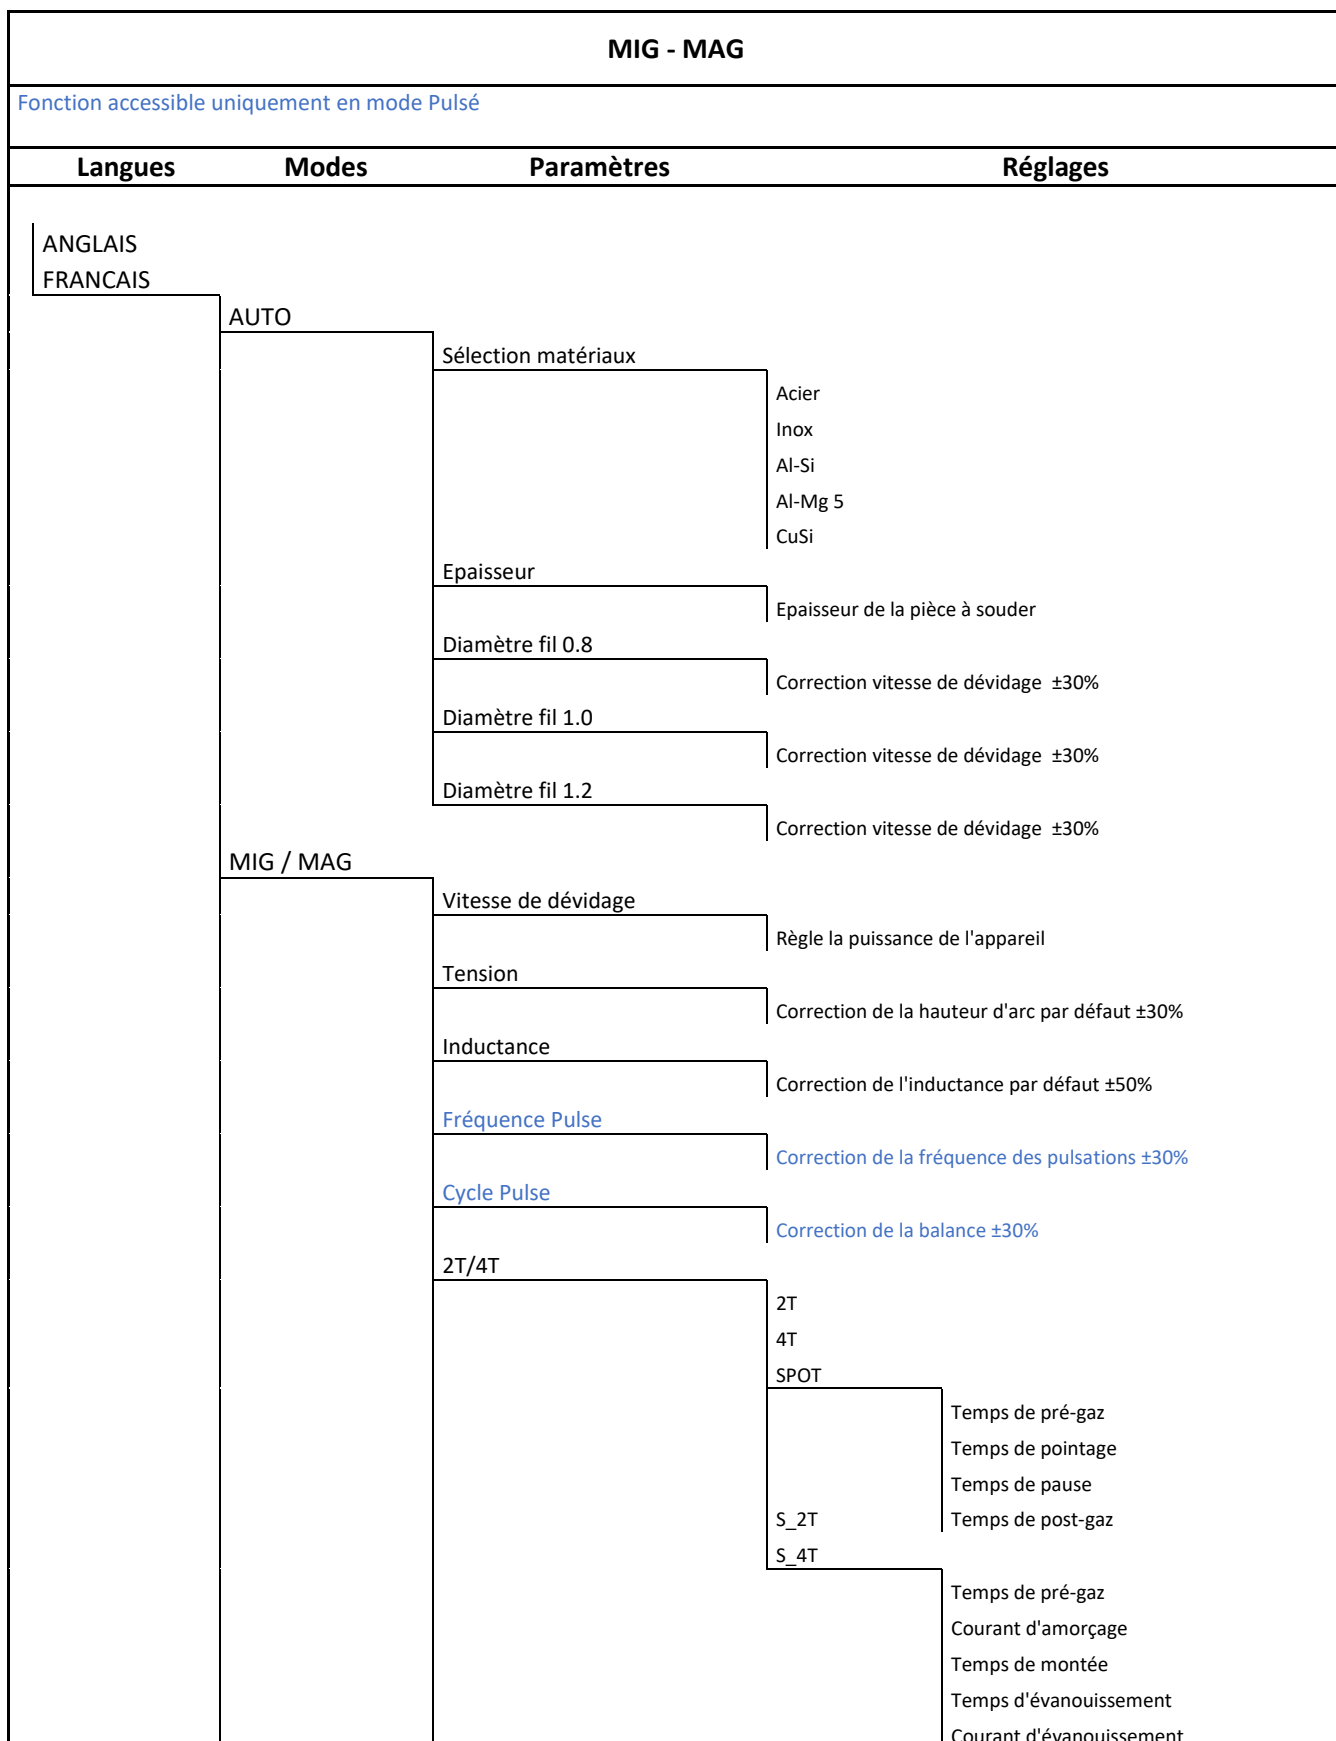 MIG - MAG
Fonction accessible uniquement en mode Pulsé
Langues Modes Paramètres Réglages
ANGLAIS
FRANCAIS
AUTO
Sélection matériaux
Acier
Inox
Al-Si
Al-Mg 5
CuSi
Epaisseur
Epaisseur de la pièce à souder
Diamètre fil 0.8
Correction vitesse de dévidage ±30%
Diamètre fil 1.0
Correction vitesse de dévidage ±30%
Diamètre fil 1.2
Correction vitesse de dévidage ±30%
MIG / MAG
Vitesse de dévidage
Règle la puissance de l'appareil
Tension
Correction de la hauteur d'arc par défaut ±30%
Inductance
Correction de l'inductance par défaut ±50%
Fréquence Pulse
Correction de la fréquence des pulsations ±30%
Cycle Pulse
Correction de la balance ±30%
2T/4T
2T
4T
SPOT
Temps de pré-gaz
Temps de pointage
Temps de pause
S_2T Temps de post-gaz
S_4T
Temps de pré-gaz
Courant d'amorçage
Temps de montée
Temps d'évanouissement
Courant d'évanouissement